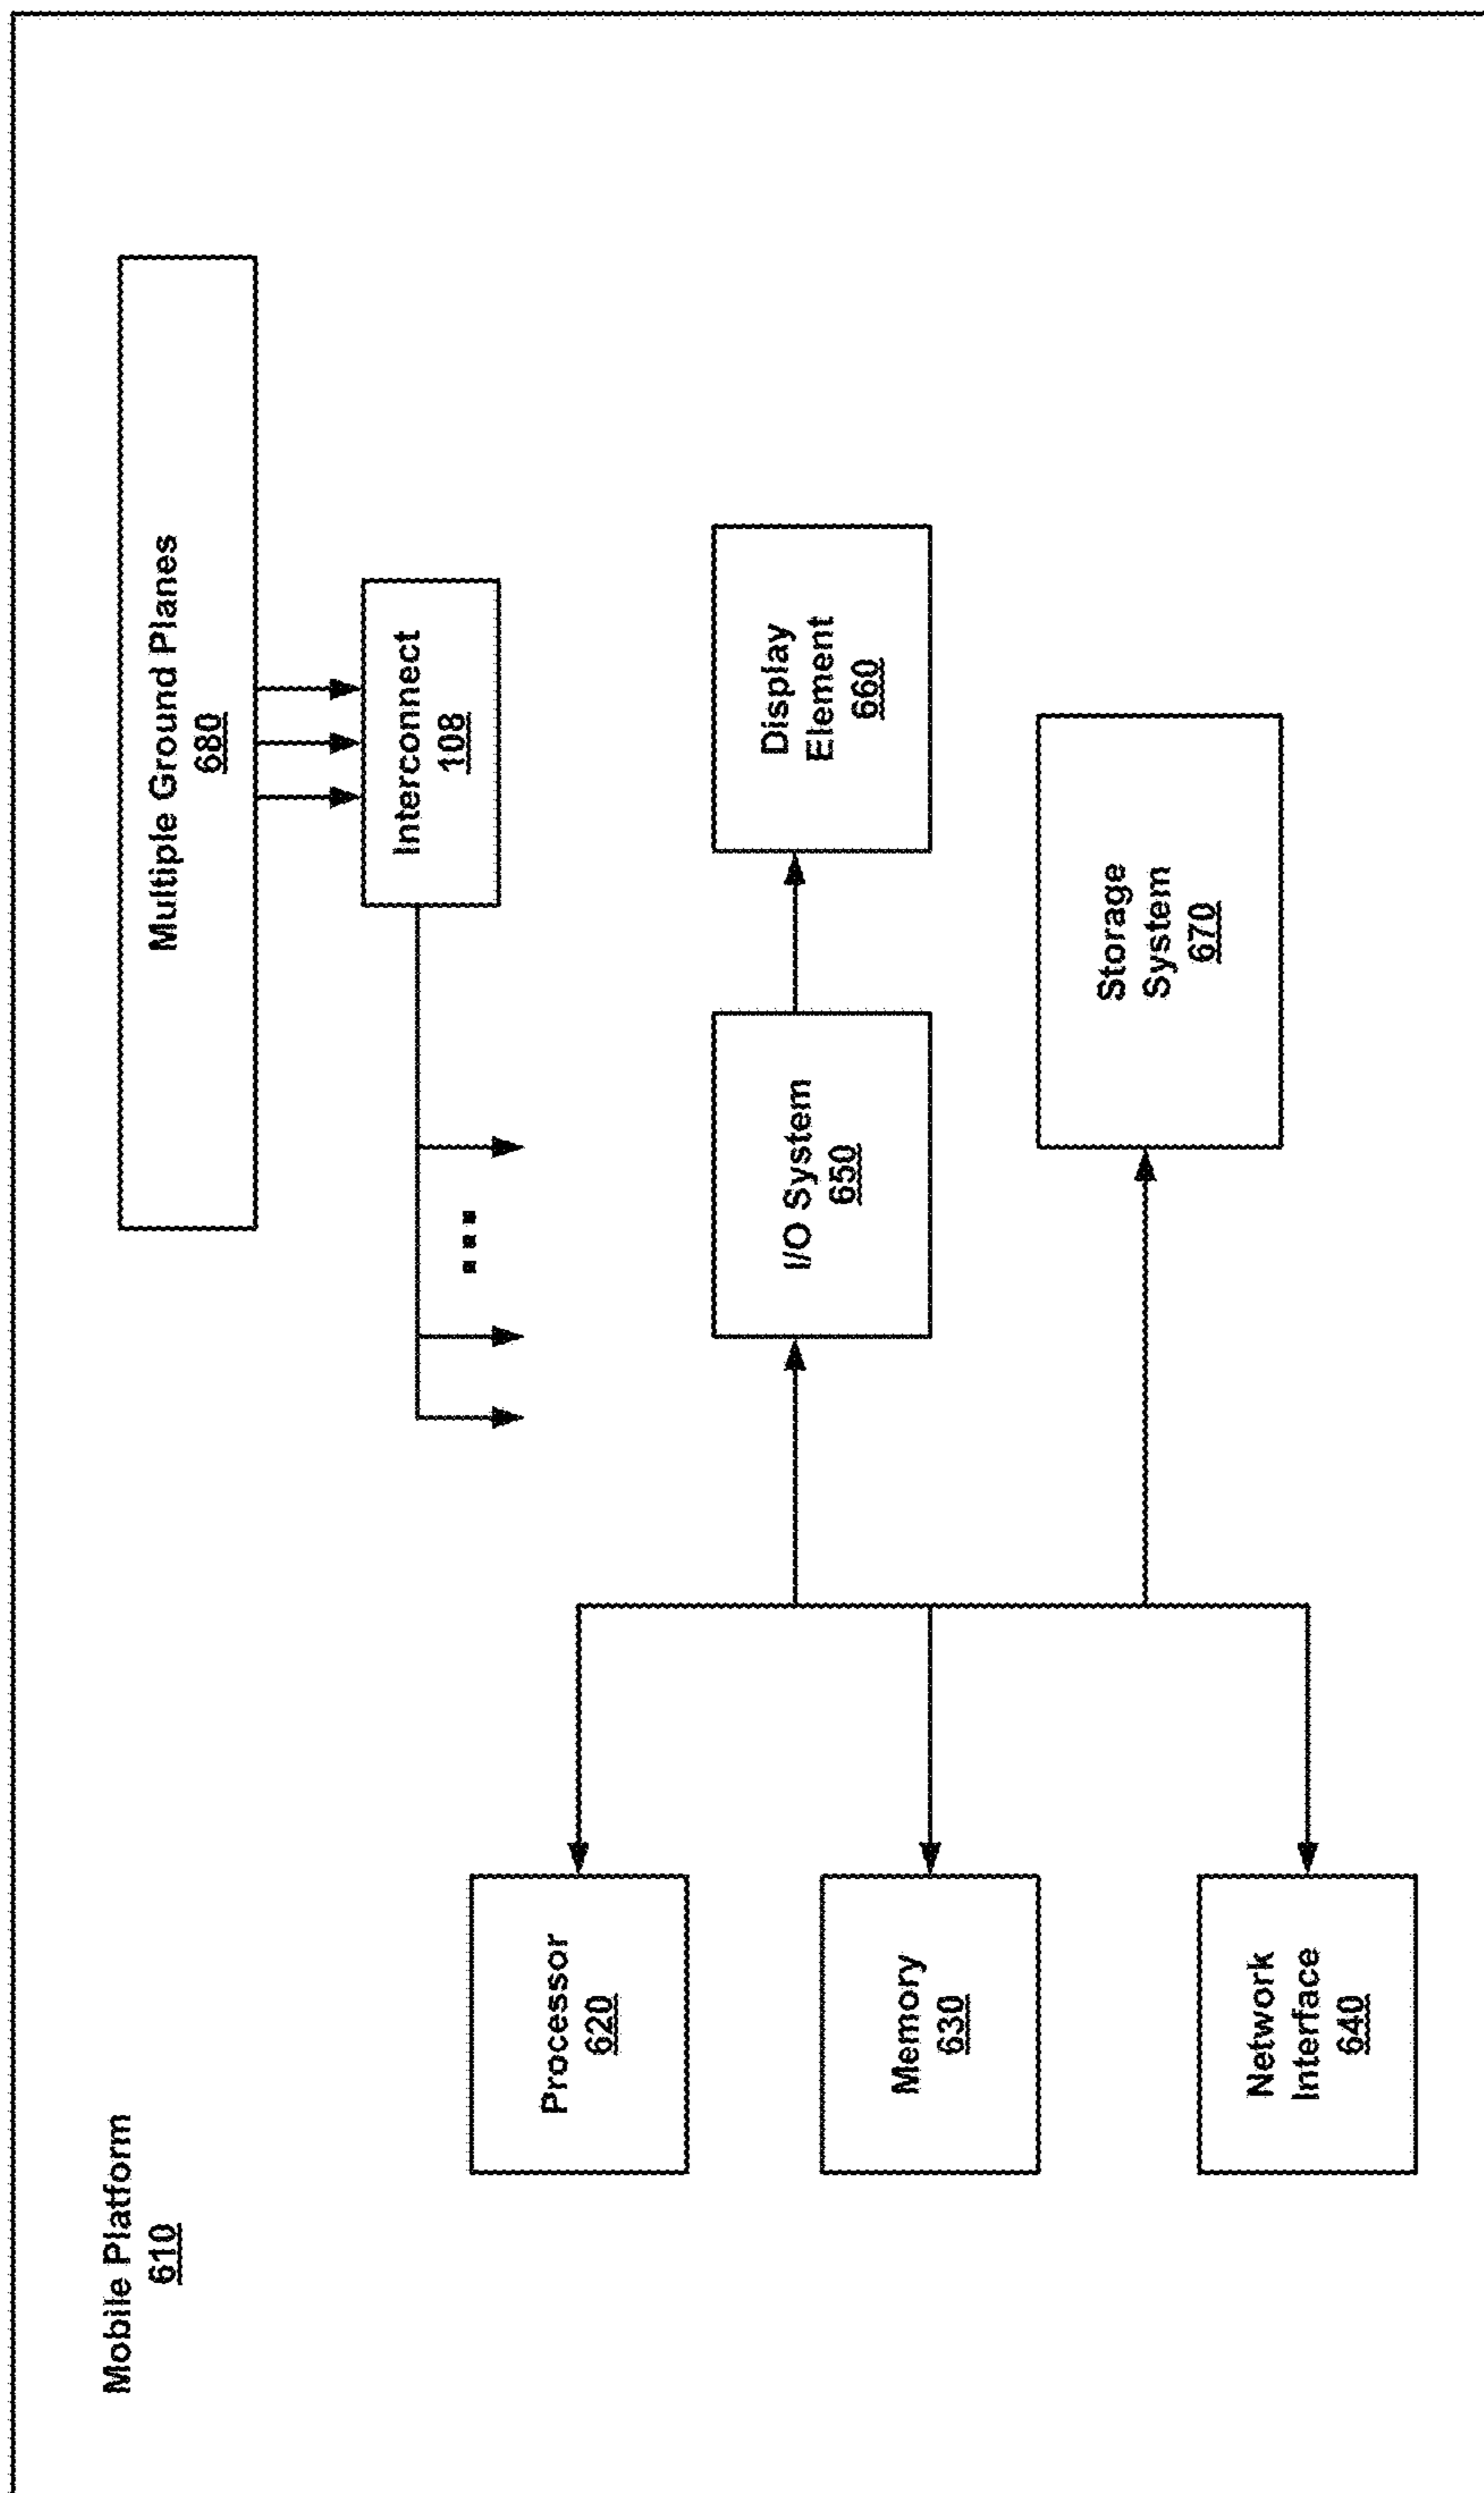 Mobile Platform
610
Multiple Ground Planes
680
Interconnect
108
Processor
620
I/O System
650
Display
Element
660
Memory
630
Storage
System
670
Network
Interface
640